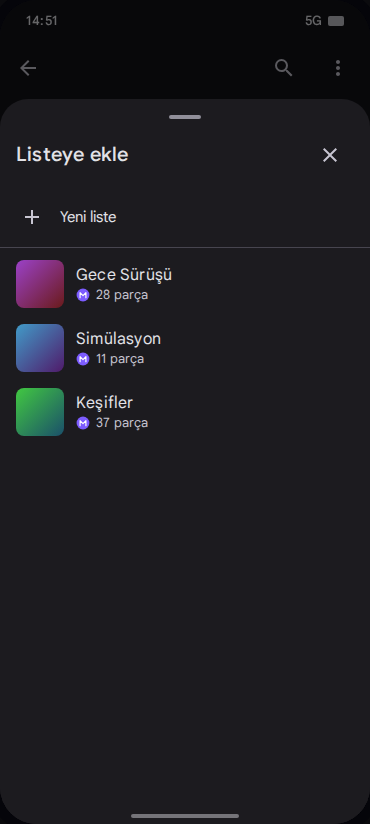 14:51
5G
Listeye ekle
Yeni liste
Gece Sürüşü
28 parça
Simülasyon
11 parça
Keşifler
37 parça